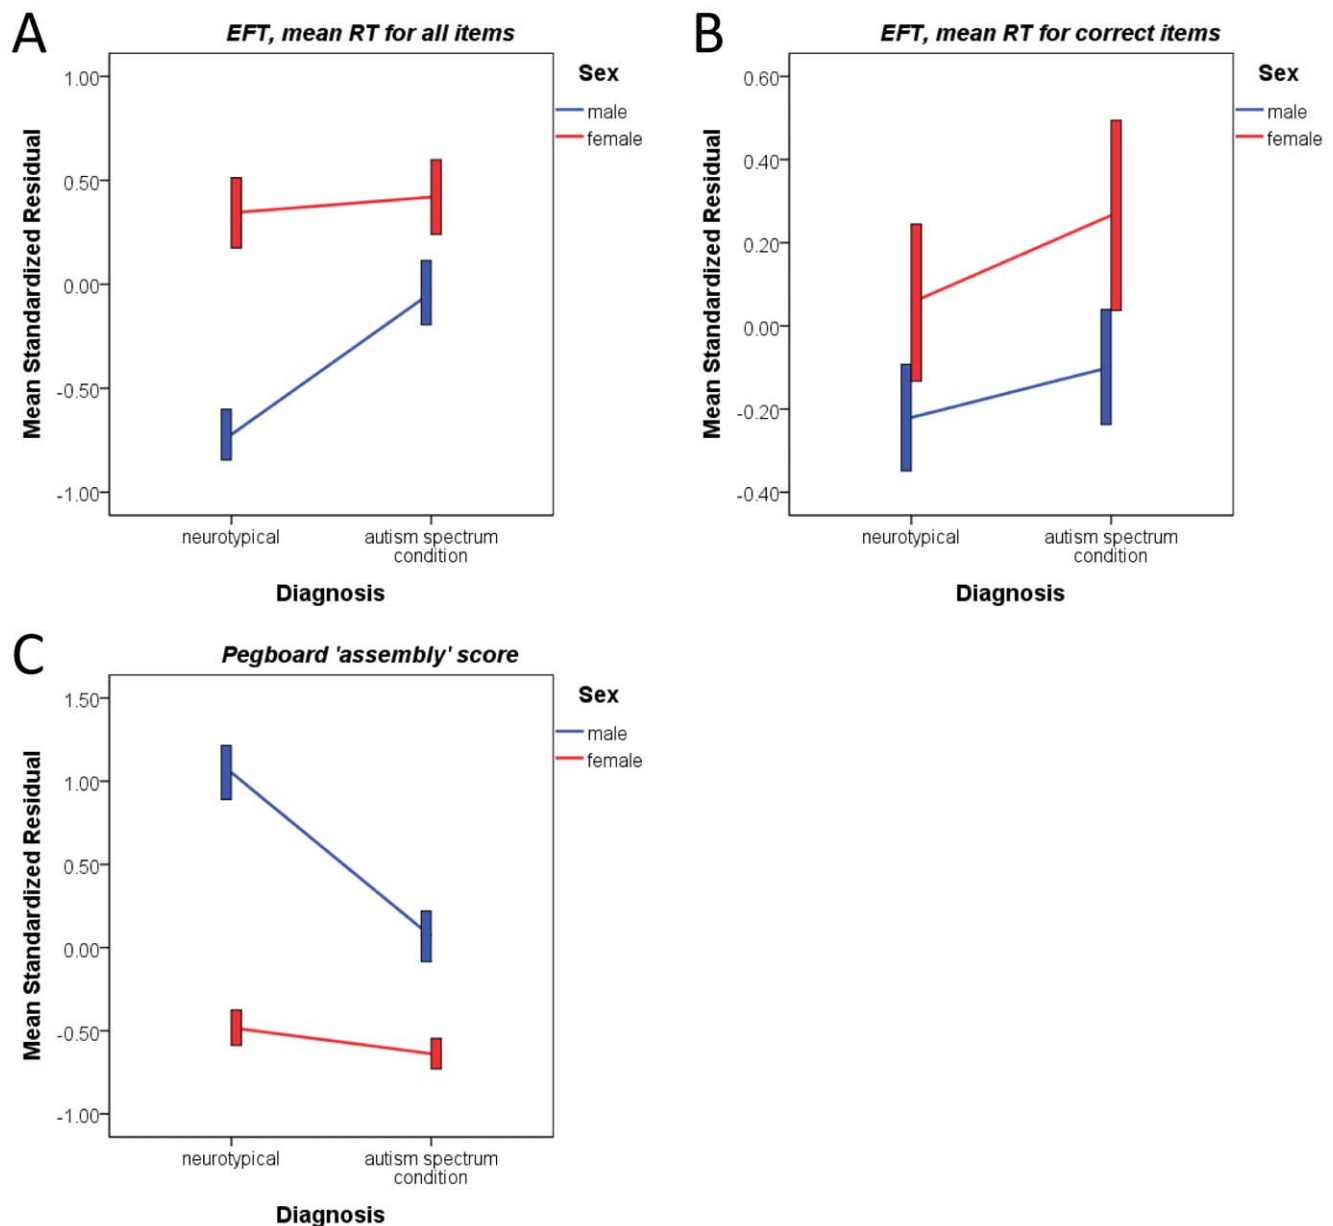 A
EFT, mean RT for all items
Mean Standardized Residual
1.00
0.50
0.00
-0.50
-1.00
neurotypical
autism spectrum
condition
Diagnosis
Sex
male
female
B
EFT, mean RT for correct items
Mean Standardized Residual
0.60
0.40
0.20
0.00
-0.20
-0.40
neurotypical
autism spectrum
condition
Diagnosis
Sex
male
female
C
Pegboard 'assembly' score
Mean Standardized Residual
1.50
1.00
0.50
0.00
-0.50
-1.00
neurotypical
autism spectrum
condition
Diagnosis
Sex
male
female